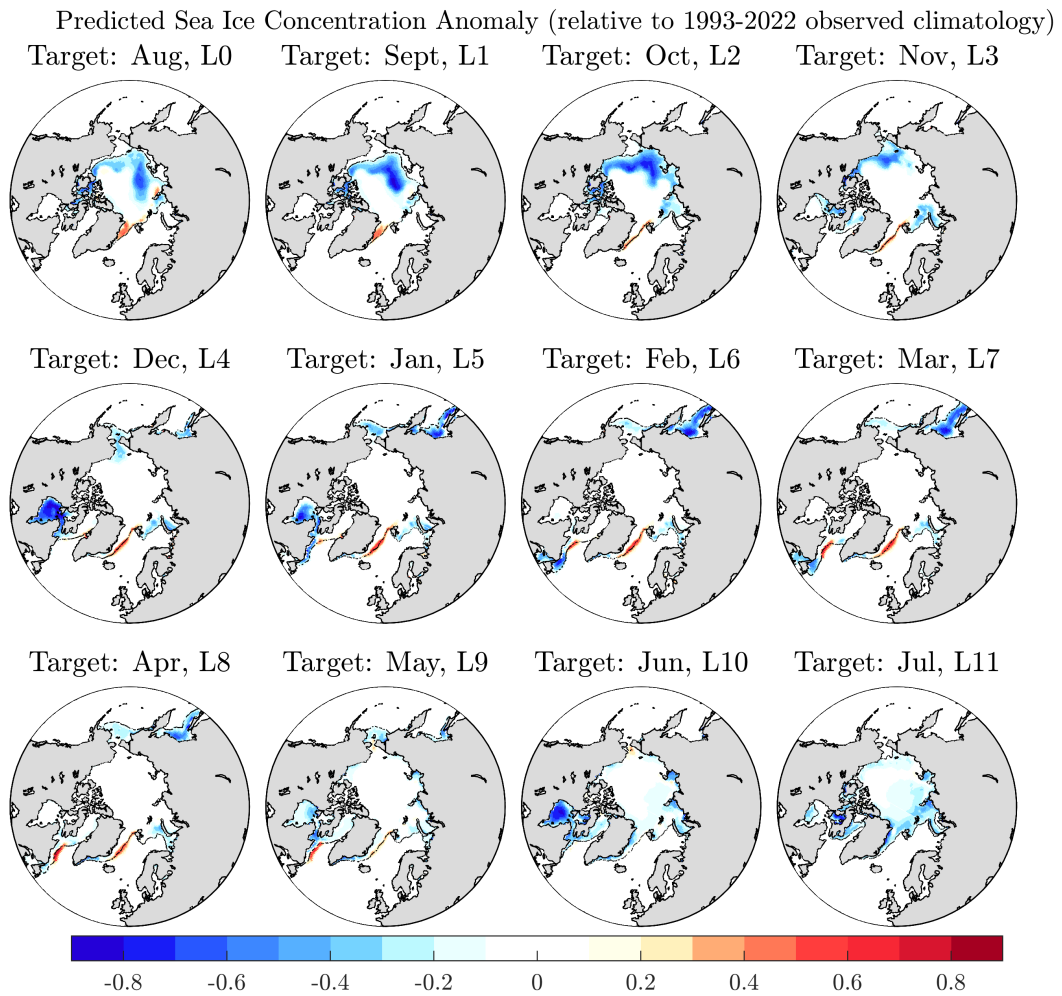 Predicted Sea Ice Concentration Anomaly (relative to 1993-2022 observed climatology)
Target: Aug, L0
Target: Sept, L1
Target: Oct, L2
Target: Nov, L3
Target: Dec, L4
Target: Jan, L5
Target: Feb, L6
Target: Mar, L7
Target: Apr, L8
Target: May, L9
Target: Jun, L10
Target: Jul, L11
-0.8 -0.6 -0.4 -0.2 0 0.2 0.4 0.6 0.8